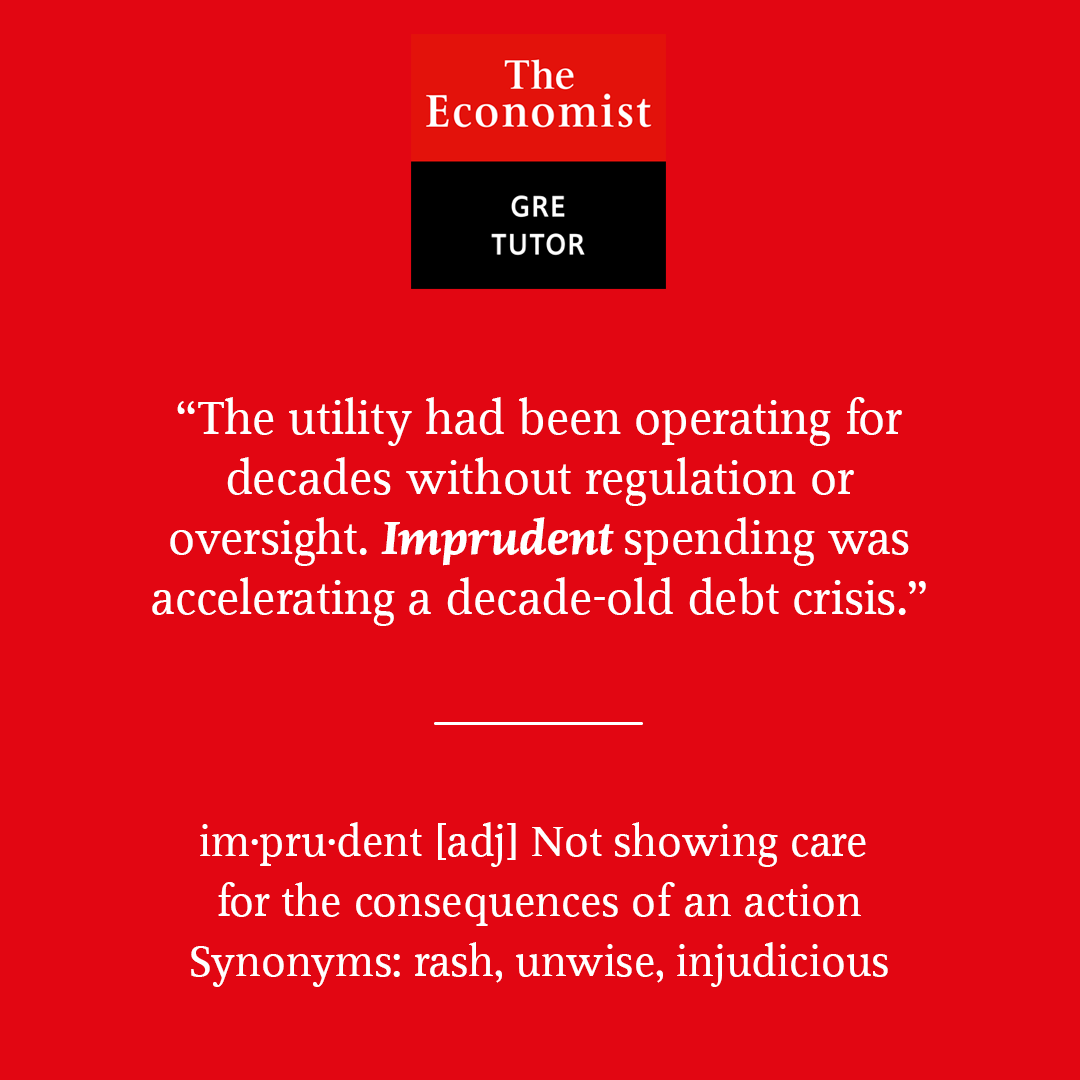 The
Economist
GRE
TUTOR
“The utility had been operating for
decades without regulation or
oversight. Imprudent spending was
accelerating a decade-old debt crisis.”
im·pru·dent [adj] Not showing care
for the consequences of an action
Synonyms: rash, unwise, injudicious